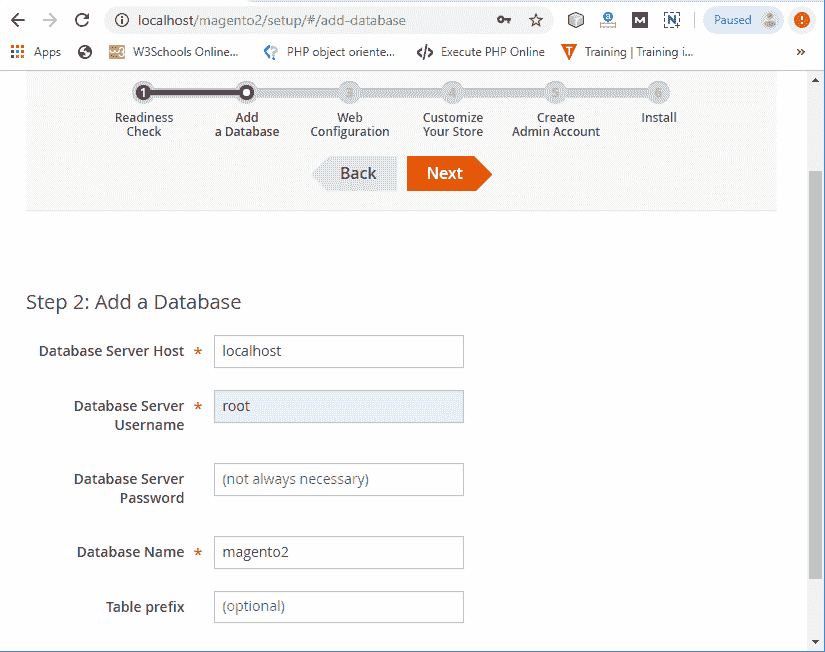 localhost/magento2/setup/#/add-database
Paused
Apps
W3Schools Online...
PHP object oriente...
Execute PHP Online
Training | Training i...
»
1
2
3
4
5
6
Readiness
Check
Add
a Database
Web
Configuration
Customize
Your Store
Create
Admin Account
Install
Back
Next
Step 2: Add a Database
Database Server Host *
localhost
Database Server *
Username
root
Database Server
Password
(not always necessary)
Database Name *
magento2
Table prefix
(optional)